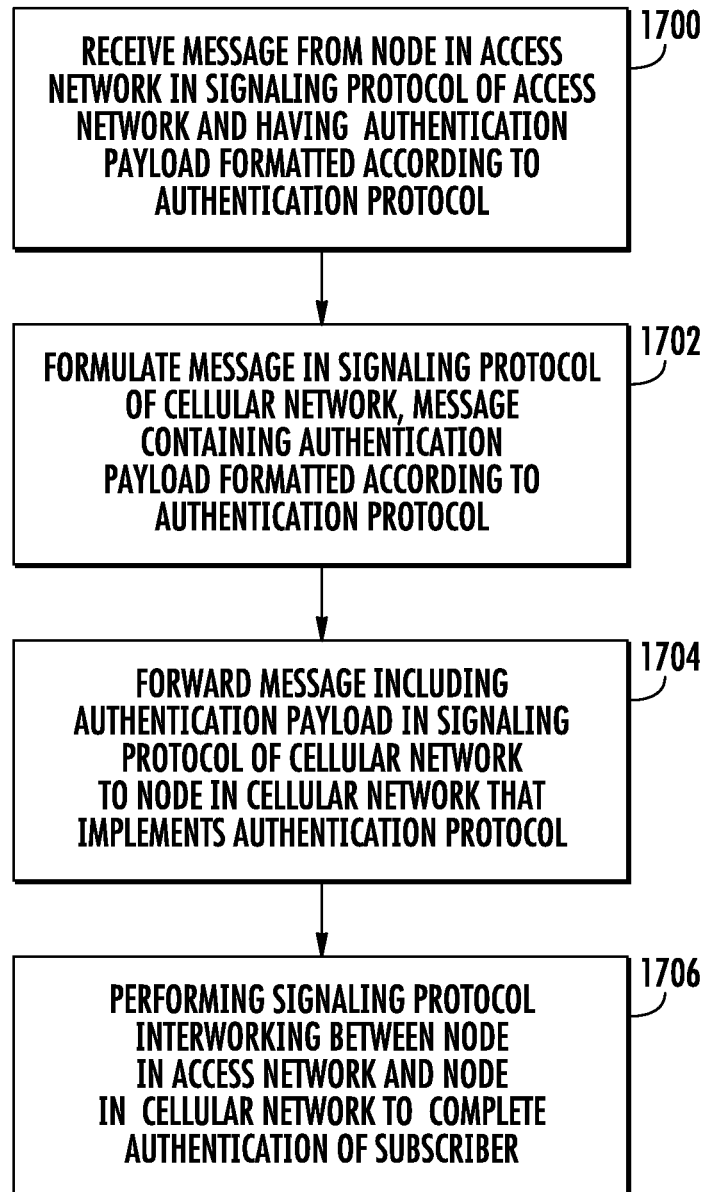 1700
RECEIVE MESSAGE FROM NODE IN ACCESS
NETWORK IN SIGNALING PROTOCOL OF ACCESS
NETWORK AND HAVING AUTHENTICATION
PAYLOAD FORMATTED ACCORDING TO
AUTHENTICATION PROTOCOL
1702
FORMULATE MESSAGE IN SIGNALING PROTOCOL
OF CELLULAR NETWORK, MESSAGE
CONTAINING AUTHENTICATION
PAYLOAD FORMATTED ACCORDING TO
AUTHENTICATION PROTOCOL
1704
FORWARD MESSAGE INCLUDING
AUTHENTICATION PAYLOAD IN SIGNALING
PROTOCOL OF CELLULAR NETWORK
TO NODE IN CELLULAR NETWORK THAT
IMPLEMENTS AUTHENTICATION PROTOCOL
1706
PERFORMING SIGNALING PROTOCOL
INTERWORKING BETWEEN NODE
IN ACCESS NETWORK AND NODE
IN CELLULAR NETWORK TO COMPLETE
AUTHENTICATION OF SUBSCRIBER